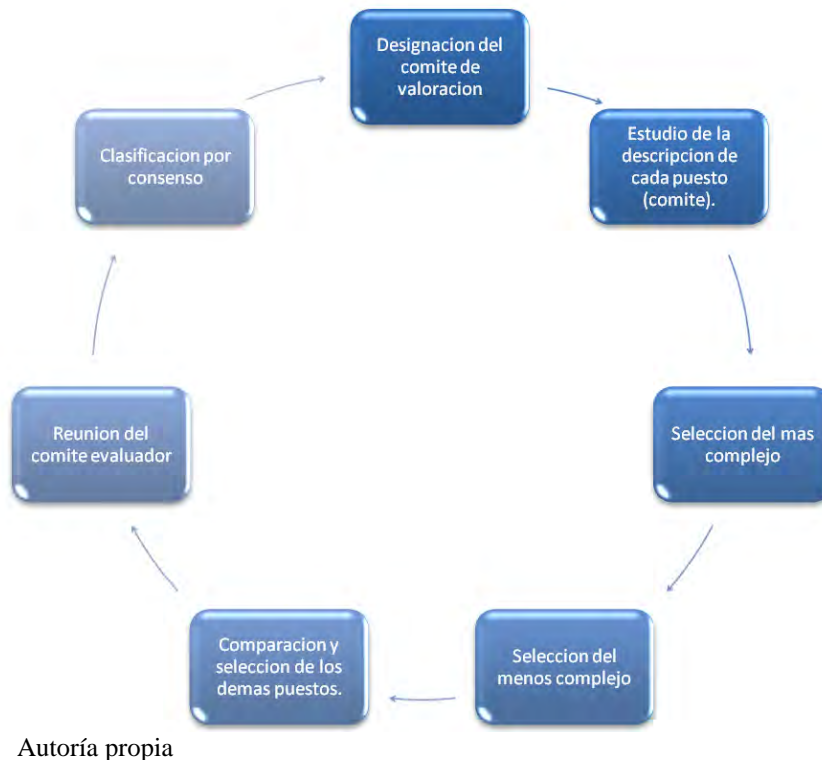 Designacion del
comite de
valoracion
Estudio de la
descripcion de
cada puesto
(comite).
Seleccion del mas
complejo
Seleccion del
menos complejo
Comparacion y
seleccion de los
demas puestos.
Reunion del
comite evaluador
Clasificacion por
consenso
Autoría propia